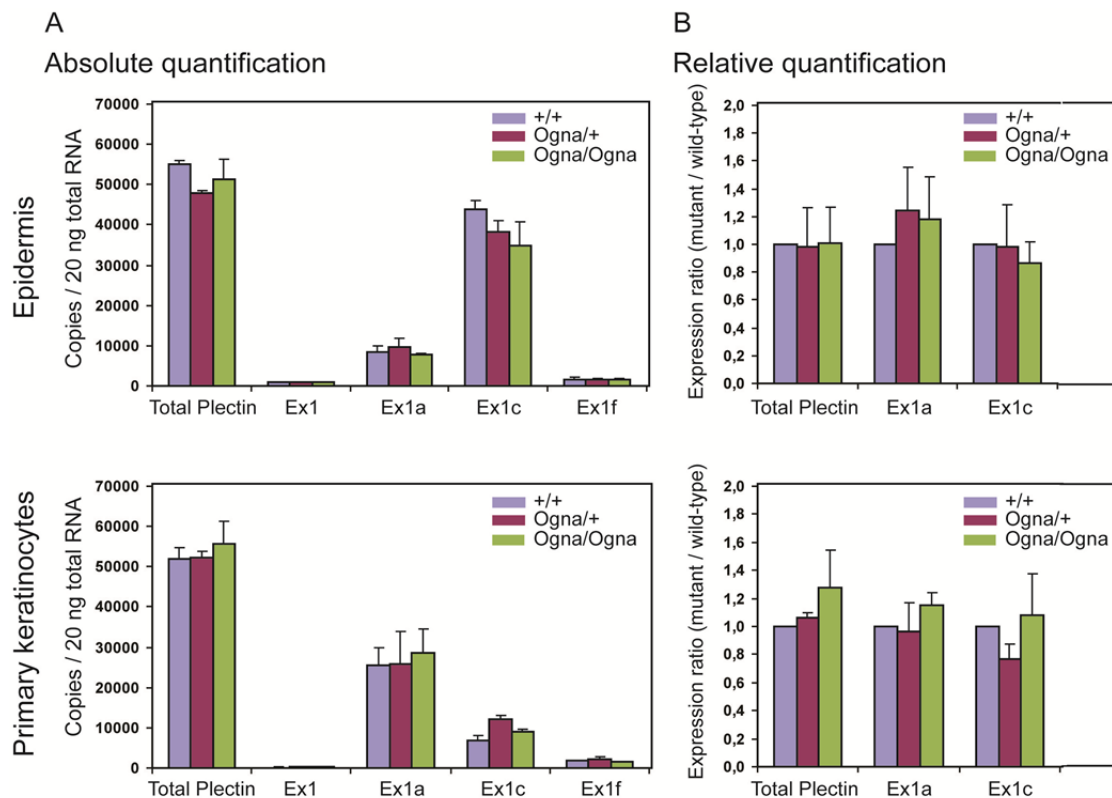 A
Absolute quantification
B
Relative quantification
Epidermis
Copies / 20 ng total RNA
70000
60000
50000
40000
30000
20000
10000
0
+/+
Ogna/+
Ogna/Ogna
Total Plectin Ex1 Ex1a Ex1c Ex1f
Expression ratio (mutant / wild-type)
2,0
1,8
1,6
1,4
1,2
1,0
0,8
0,6
0,4
0,2
0,0
+/+
Ogna/+
Ogna/Ogna
Total Plectin Ex1a Ex1c
Primary keratinocytes
Copies / 20 ng total RNA
70000
60000
50000
40000
30000
20000
10000
0
+/+
Ogna/+
Ogna/Ogna
Total Plectin Ex1 Ex1a Ex1c Ex1f
Expression ratio (mutant / wild-type)
2,0
1,8
1,6
1,4
1,2
1,0
0,8
0,6
0,4
0,2
0,0
+/+
Ogna/+
Ogna/Ogna
Total Plectin Ex1a Ex1c